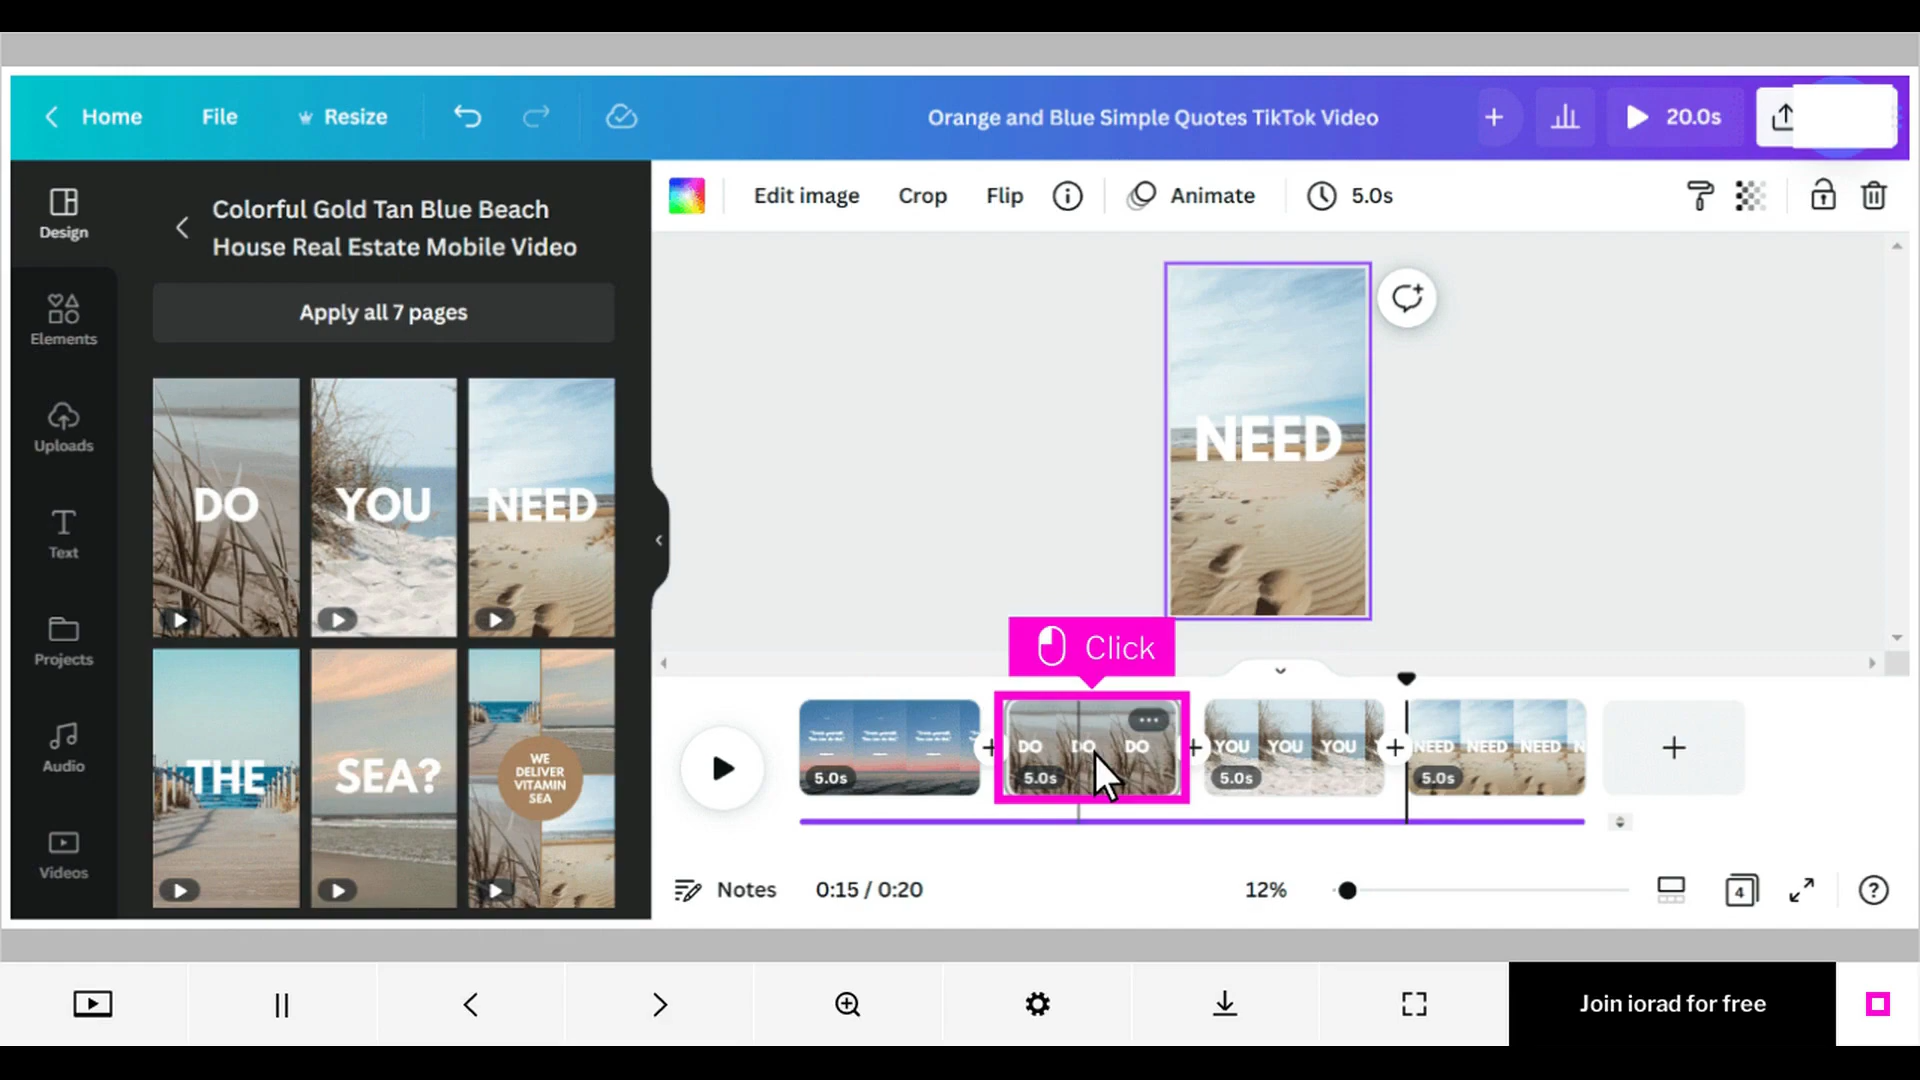 Home
File
Resize
Orange and Blue Simple Quotes TikTok Video
20.0s
Design
Elements
Uploads
Text
Projects
Audio
Videos
Colorful Gold Tan Blue Beach
House Real Estate Mobile Video
Apply all 7 pages
DO
YOU
NEED
THE
SEA?
WE
DELIVER
VITAMIN
SEA
Edit image
Crop
Flip
Animate
5.0s
NEED
Click
5.0s
DO DO DO
5.0s
YOU YOU YOU
5.0s
NEED NEED NEED N
5.0s
Notes
0:15 / 0:20
12%
4
Join iorad for free